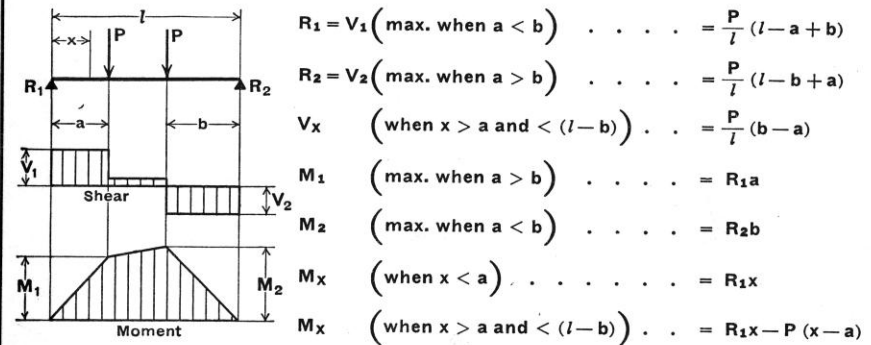 l
x
P P
R₁ R₂
a b
V₁
Shear
V₂
M₁ M₂
Moment
R₁ = V₁ (max. when a < b) . . . . = P/l (l — a + b)
R₂ = V₂ (max. when a > b) . . . . = P/l (l — b + a)
Vx (when x > a and < (l — b)) . . = P/l (b — a)
M₁ (max. when a > b) . . . . = R₁a
M₂ (max. when a < b) . . . . = R₂b
Mx (when x < a) . . . . . . = R₁x
Mx (when x > a and < (l — b)) . . = R₁x — P (x — a)